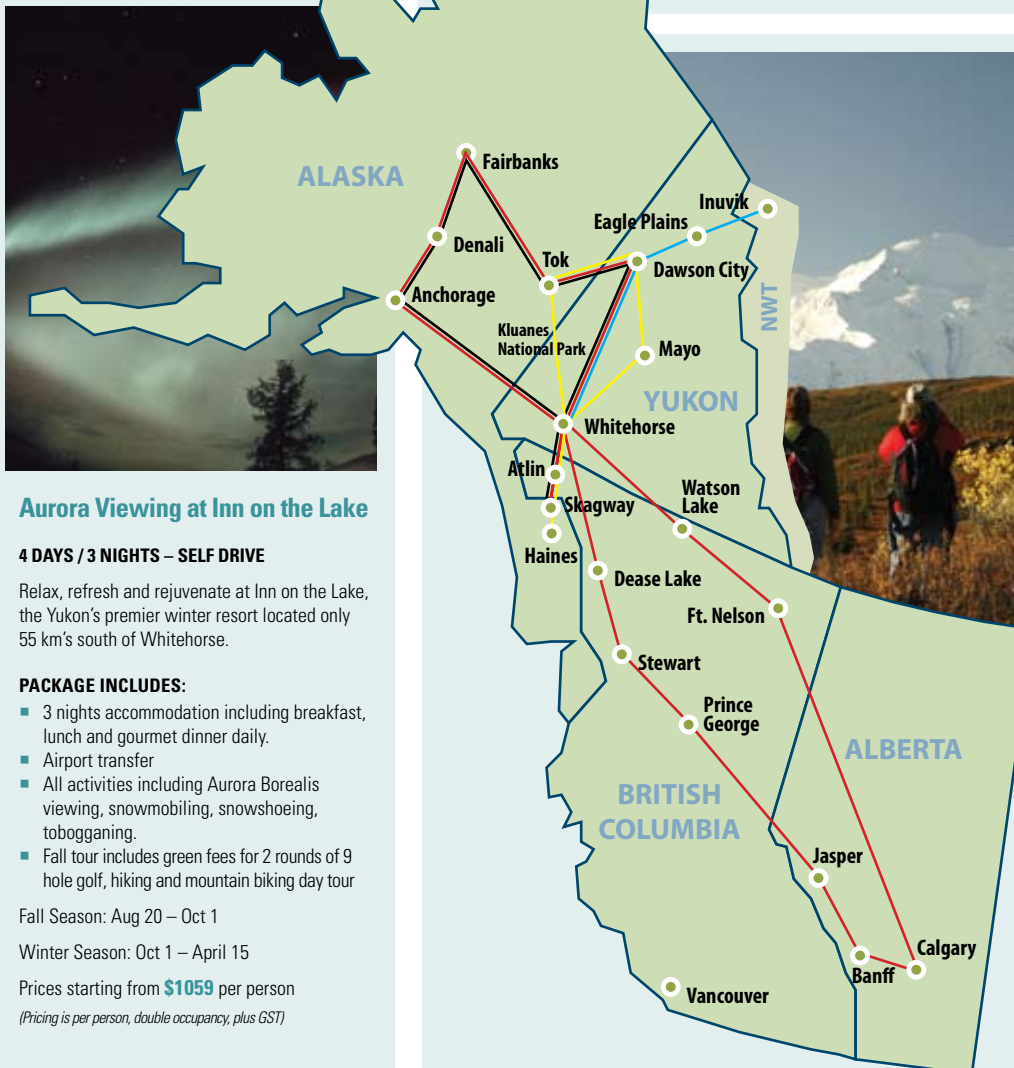 Aurora Viewing at Inn on the Lake
4 DAYS / 3 NIGHTS – SELF DRIVE
Relax, refresh and rejuvenate at Inn on the Lake,
the Yukon's premier winter resort located only
55 km's south of Whitehorse.
PACKAGE INCLUDES:
3 nights accommodation including breakfast,
lunch and gourmet dinner daily.
Airport transfer
All activities including Aurora Borealis
viewing, snowmobiling, snowshoeing,
tobogganing.
Fall tour includes green fees for 2 rounds of 9
hole golf, hiking and mountain biking day tour
Fall Season: Aug 20 – Oct 1
Winter Season: Oct 1 – April 15
Prices starting from $1059 per person
(Pricing is per person, double occupancy, plus GST)
ALASKA
Fairbanks
Denali
Anchorage
Tok
Inuvik
Eagle Plains
Dawson City
NWT
Kluanes
National Park
Mayo
YUKON
Whitehorse
Atlin
Skagway
Haines
Watson
Lake
Dease Lake
Ft. Nelson
Stewart
Prince
George
ALBERTA
BRITISH
COLUMBIA
Jasper
Banff
Calgary
Vancouver